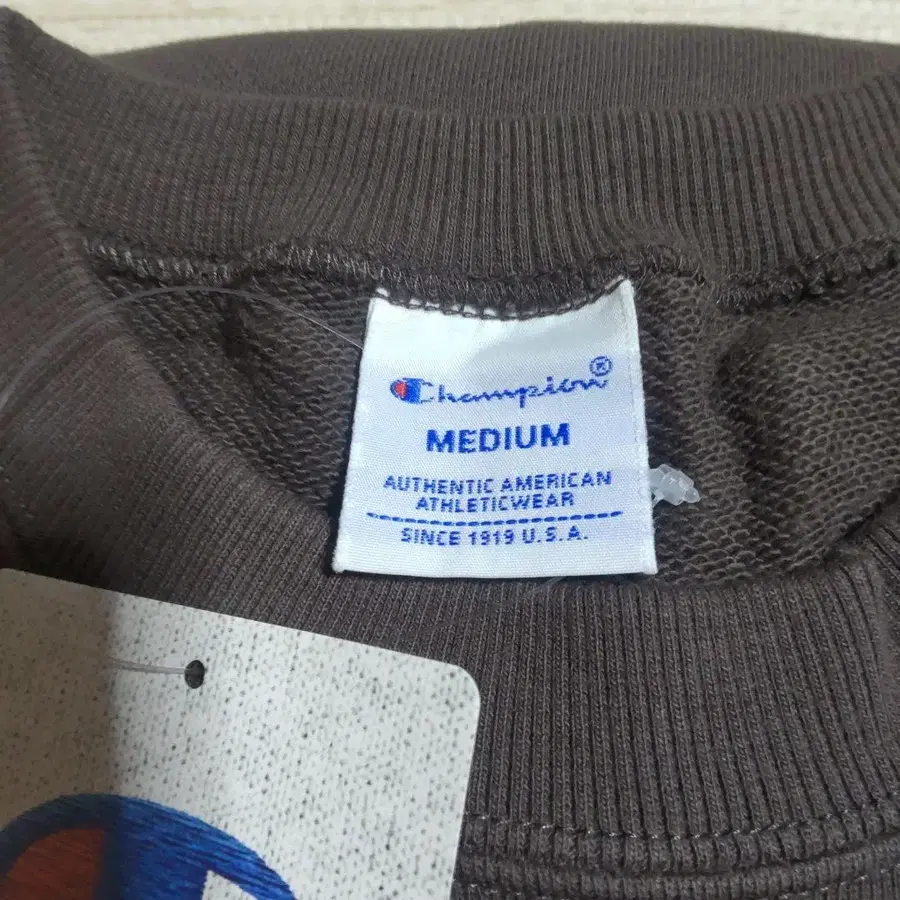 Champion®
MEDIUM
AUTHENTIC AMERICAN
ATHLETICWEAR
SINCE 1919 U.S.A.